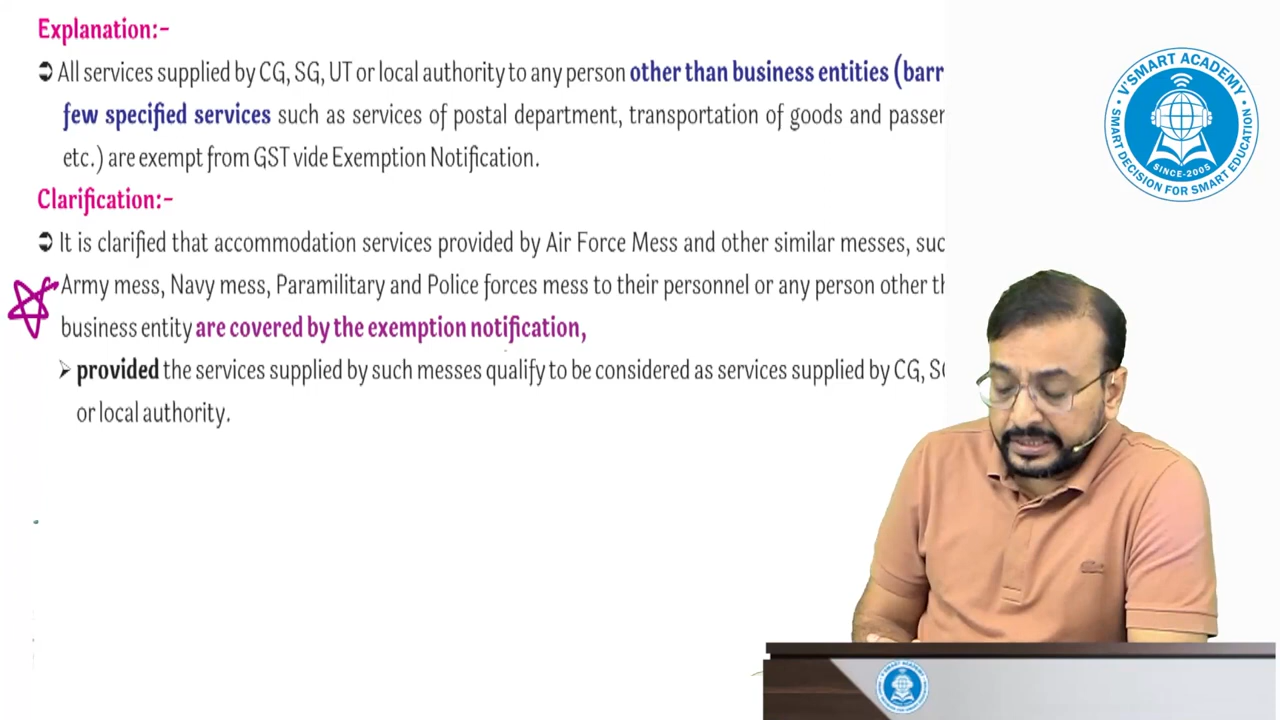 Explanation:-
➲ All services supplied by CG, SG, UT or local authority to any person other than business entities (barr
few specified services such as services of postal department, transportation of goods and passen
etc.) are exempt from GST vide Exemption Notification.
Clarification:-
➲ It is clarified that accommodation services provided by Air Force Mess and other similar messes, suc
Army mess, Navy mess, Paramilitary and Police forces mess to their personnel or any person other th
business entity are covered by the exemption notification,
➢ provided the services supplied by such messes qualify to be considered as services supplied by CG, SG
or local authority.
V'SMART ACADEMY
SINCE-2005
SMART DECISION FOR SMART EDUCATION